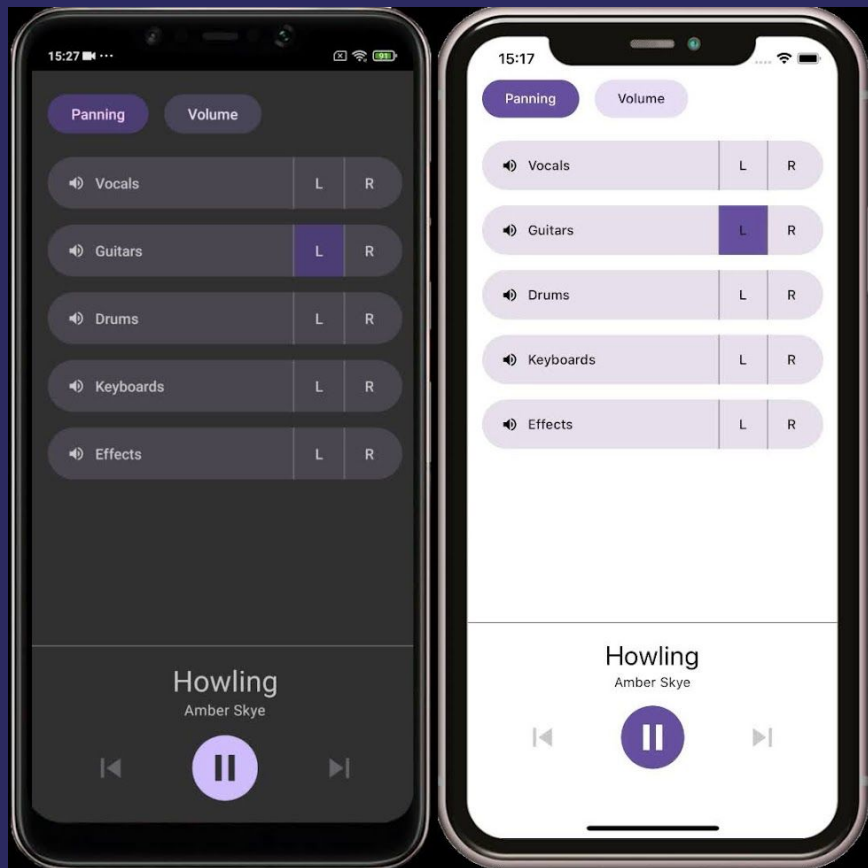 15:27 ...
91
Panning Volume
Vocals L R
Guitars L R
Drums L R
Keyboards L R
Effects L R
Howling
Amber Skye
15:17
Panning Volume
Vocals L R
Guitars L R
Drums L R
Keyboards L R
Effects L R
Howling
Amber Skye